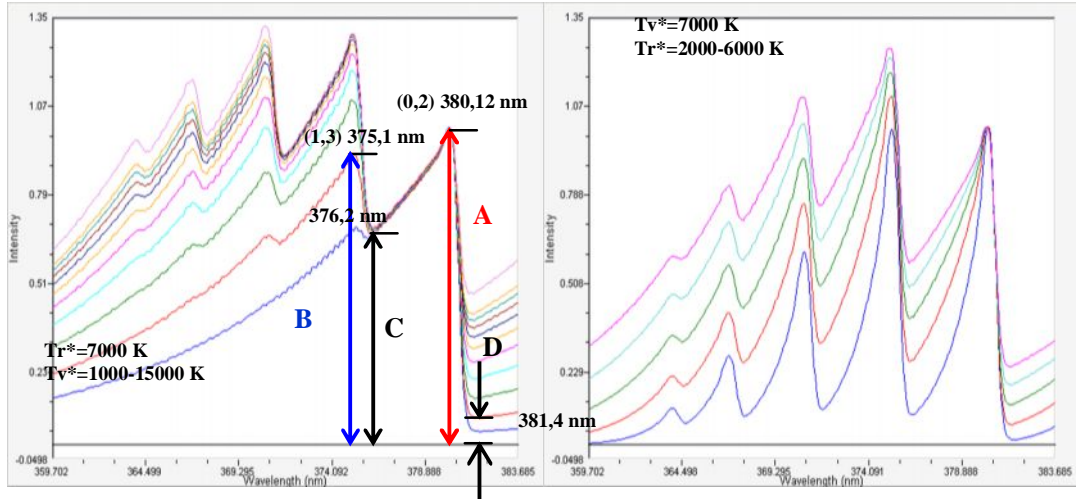 1.35
1.07
0.79
0.51
0.23
-0.0498
Intensity
359.702
364.499
369.295
374.092
378.888
383.685
Wavelength (nm)
(0,2) 380,12 nm
(1,3) 375,1 nm
376,2 nm
A
B
C
D
381,4 nm
Tr*=7000 K
Tv*=1000-15000 K
Tv*=7000 K
Tr*=2000-6000 K
1.35
1.07
0.788
0.508
0.229
-0.0498
Intensity
359.702
364.498
369.295
374.091
378.888
383.685
Wavelength (nm)